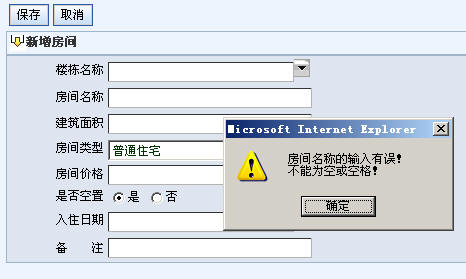 保存 取消
新增房间
楼栋名称
房间名称
建筑面积
Microsoft Internet Explorer
房间类型 普通住宅
房间名称的输入有误!
不能为空或空格!
房间价格
是否空置 是 否
确定
入住日期
备 注